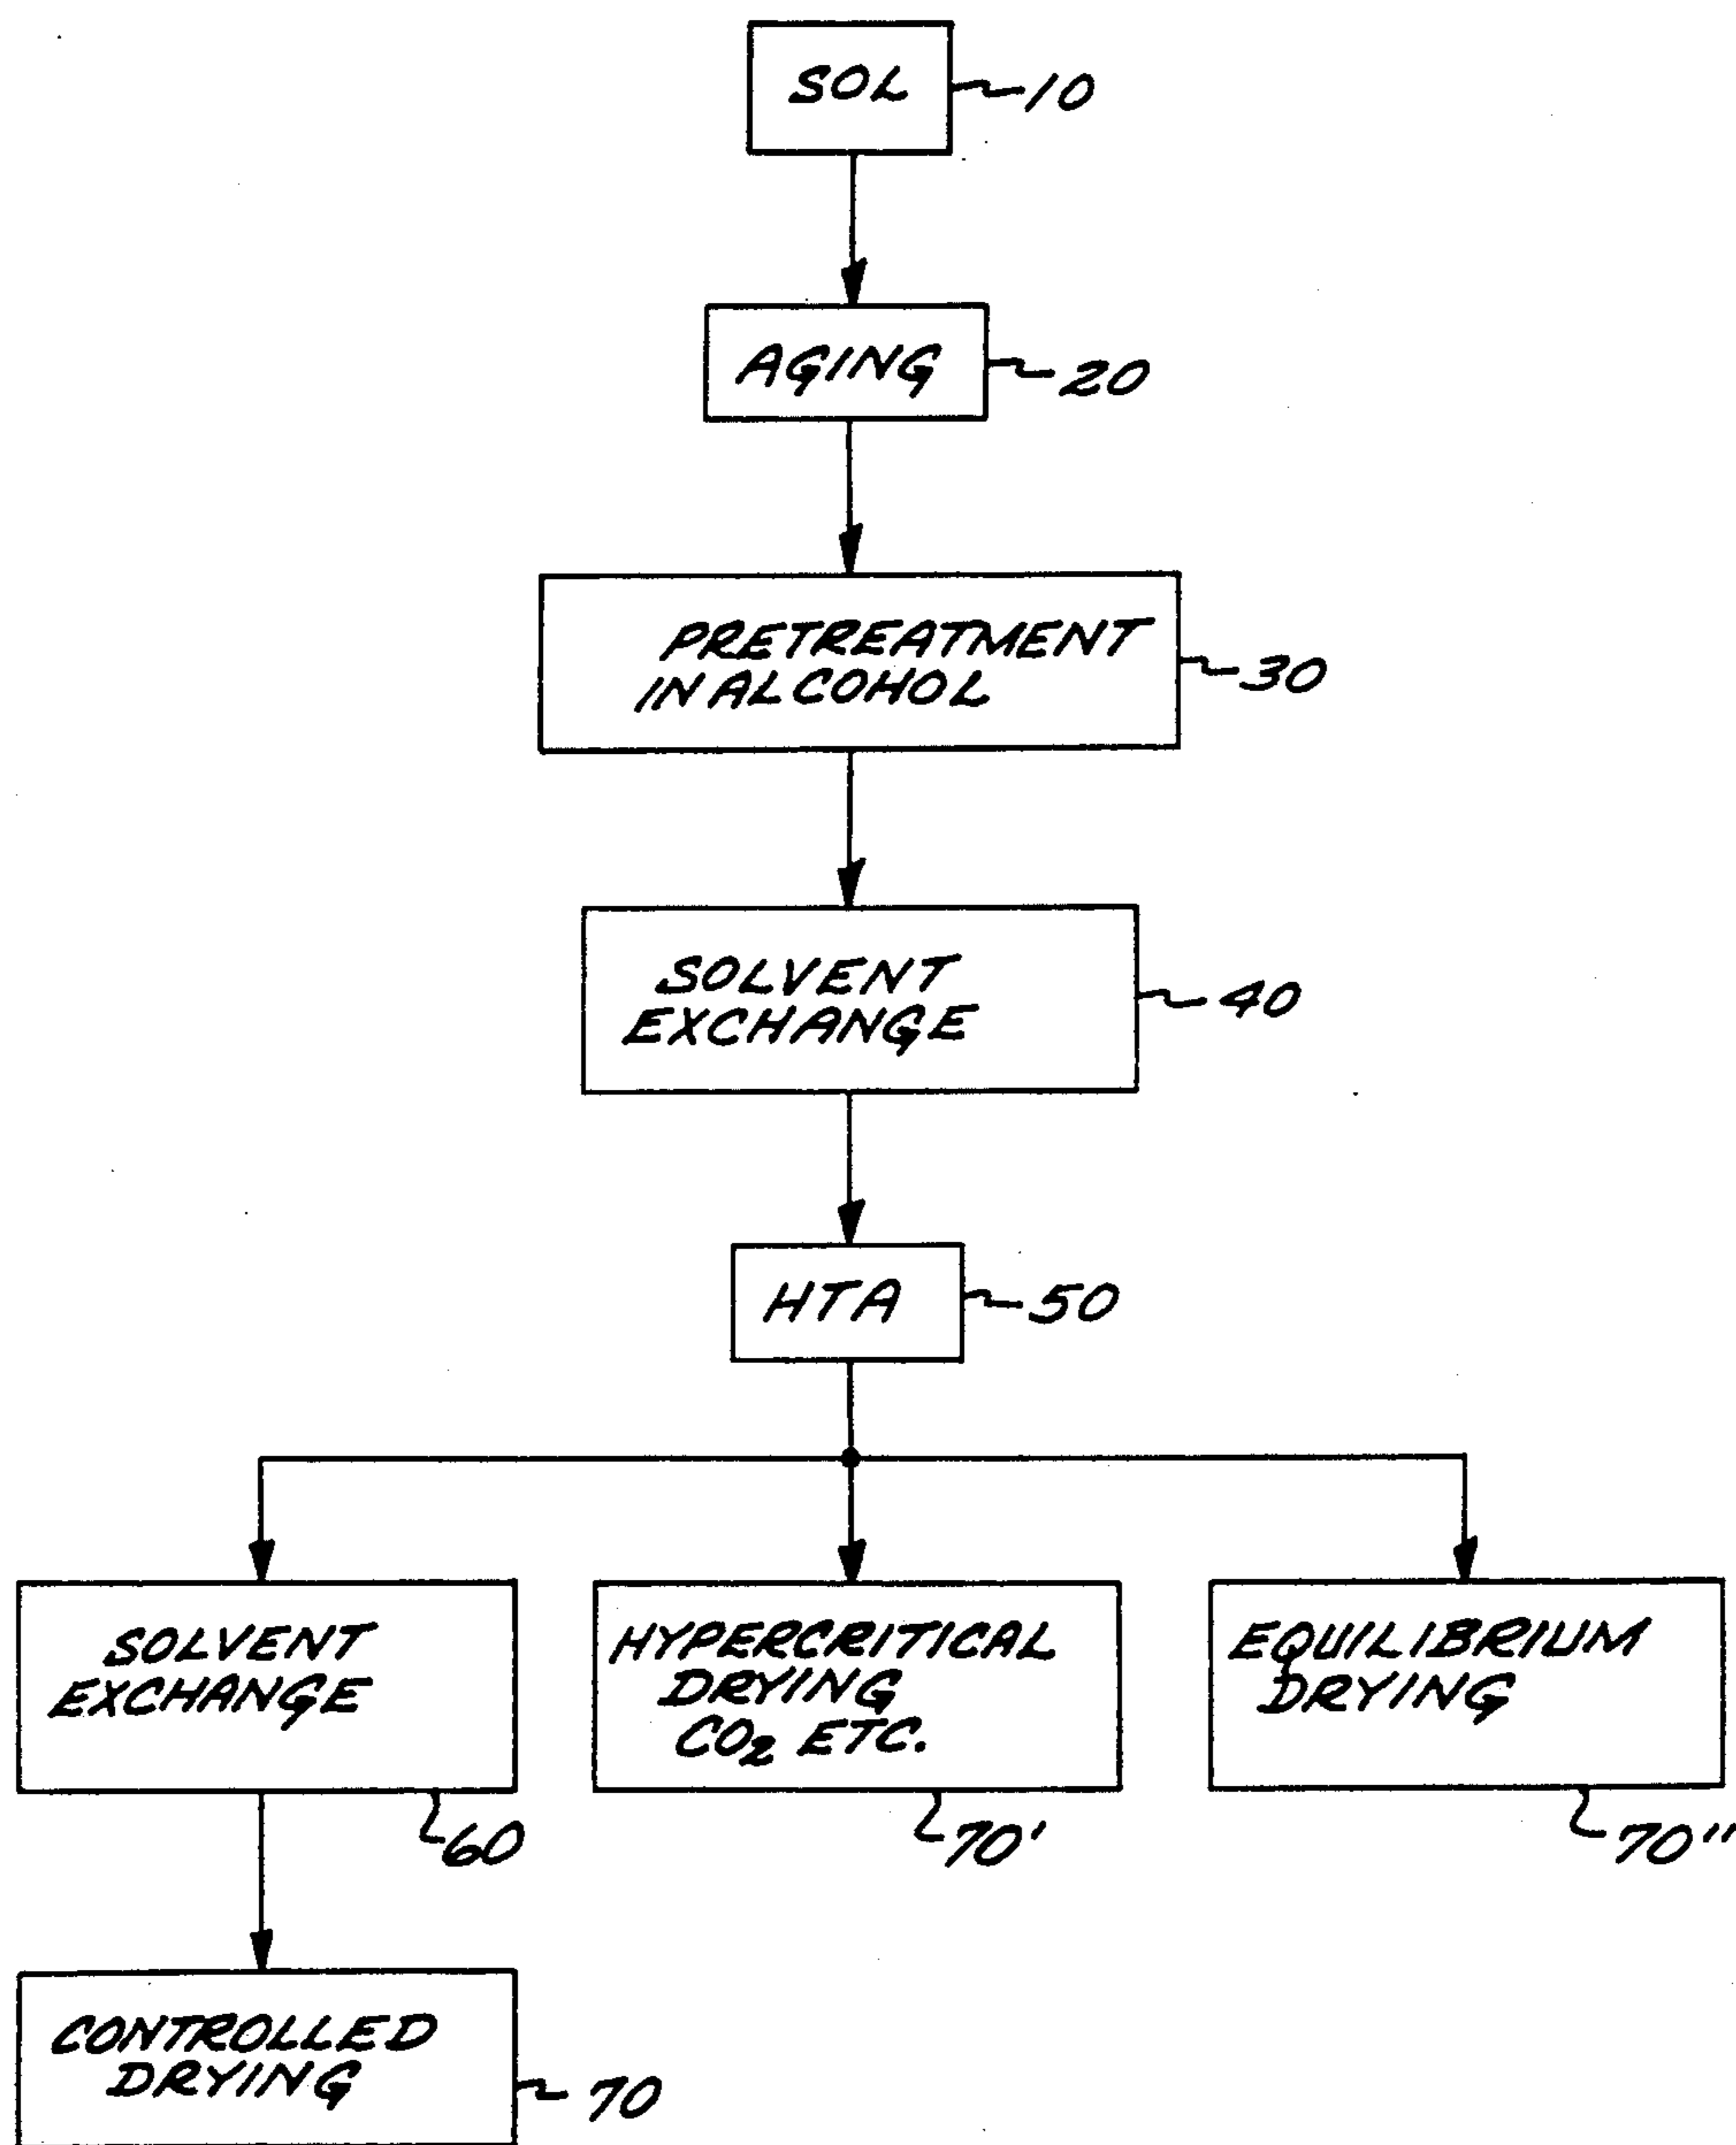 SOL
10
AGING
20
PRETREATMENT
IN ALCOHOL
30
SOLVENT
EXCHANGE
40
HTA
50
SOLVENT
EXCHANGE
60
HYPERCRITICAL
DRYING
CO₂ ETC.
70'
EQUILIBRIUM
DRYING
70"
CONTROLLED
DRYING
70